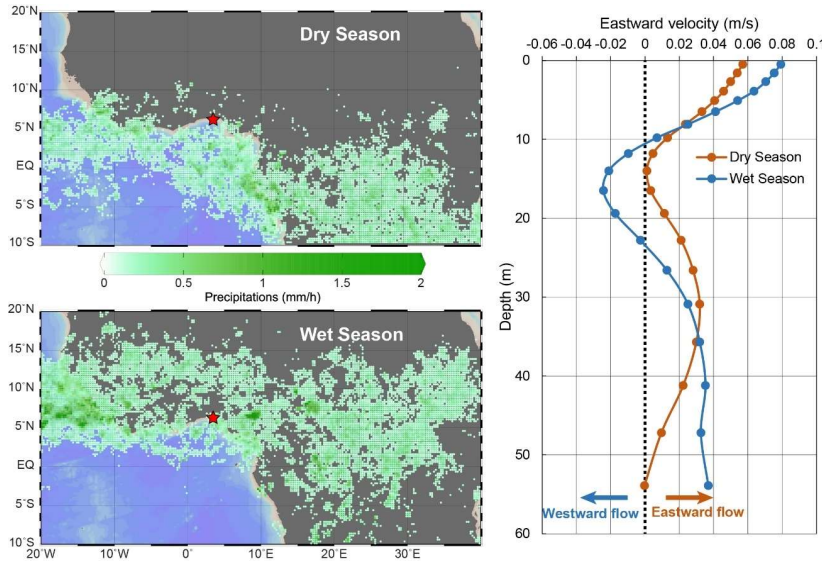 20˚N
15˚N
10˚N
5˚N
EQ
5˚S
10˚S
Dry Season
0
0.5
1
1.5
2
Precipitations (mm/h)
20˚N
15˚N
10˚N
5˚N
EQ
5˚S
10˚S
Wet Season
20˚W
10˚W
0˚
10˚E
20˚E
30˚E
Eastward velocity (m/s)
-0.06 -0.04 -0.02 0 0.02 0.04 0.06 0.08 0.1
0
10
20
30
40
50
60
Depth (m)
Dry Season
Wet Season
Westward flow
Eastward flow